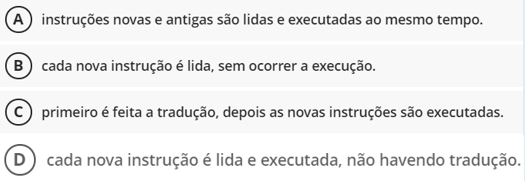 A instruções novas e antigas são lidas e executadas ao mesmo tempo.
B cada nova instrução é lida, sem ocorrer a execução.
C primeiro é feita a tradução, depois as novas instruções são executadas.
D cada nova instrução é lida e executada, não havendo tradução.